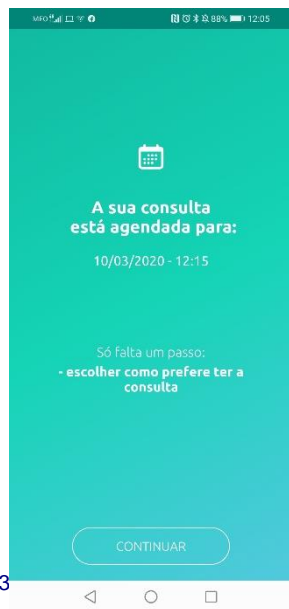 MEO 88% 12:05
A sua consulta
está agendada para:
10/03/2020 - 12:15
Só falta um passo:
- escolher como prefere ter a
consulta
CONTINUAR
3